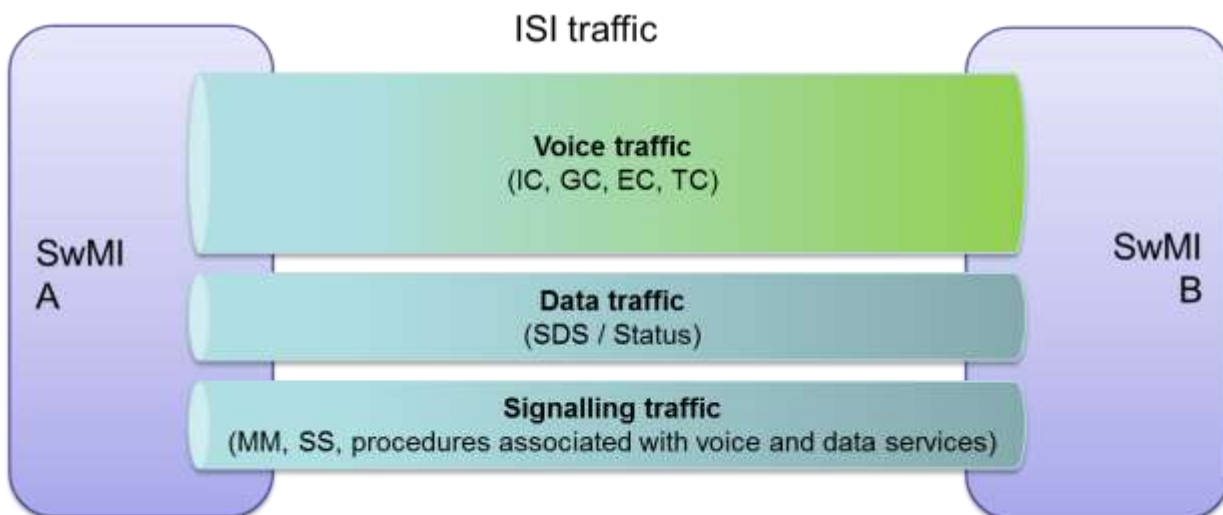 ISI traffic
Voice traffic
(IC, GC, EC, TC)
SwMI
A
SwMI
B
Data traffic
(SDS / Status)
Signalling traffic
(MM, SS, procedures associated with voice and data services)